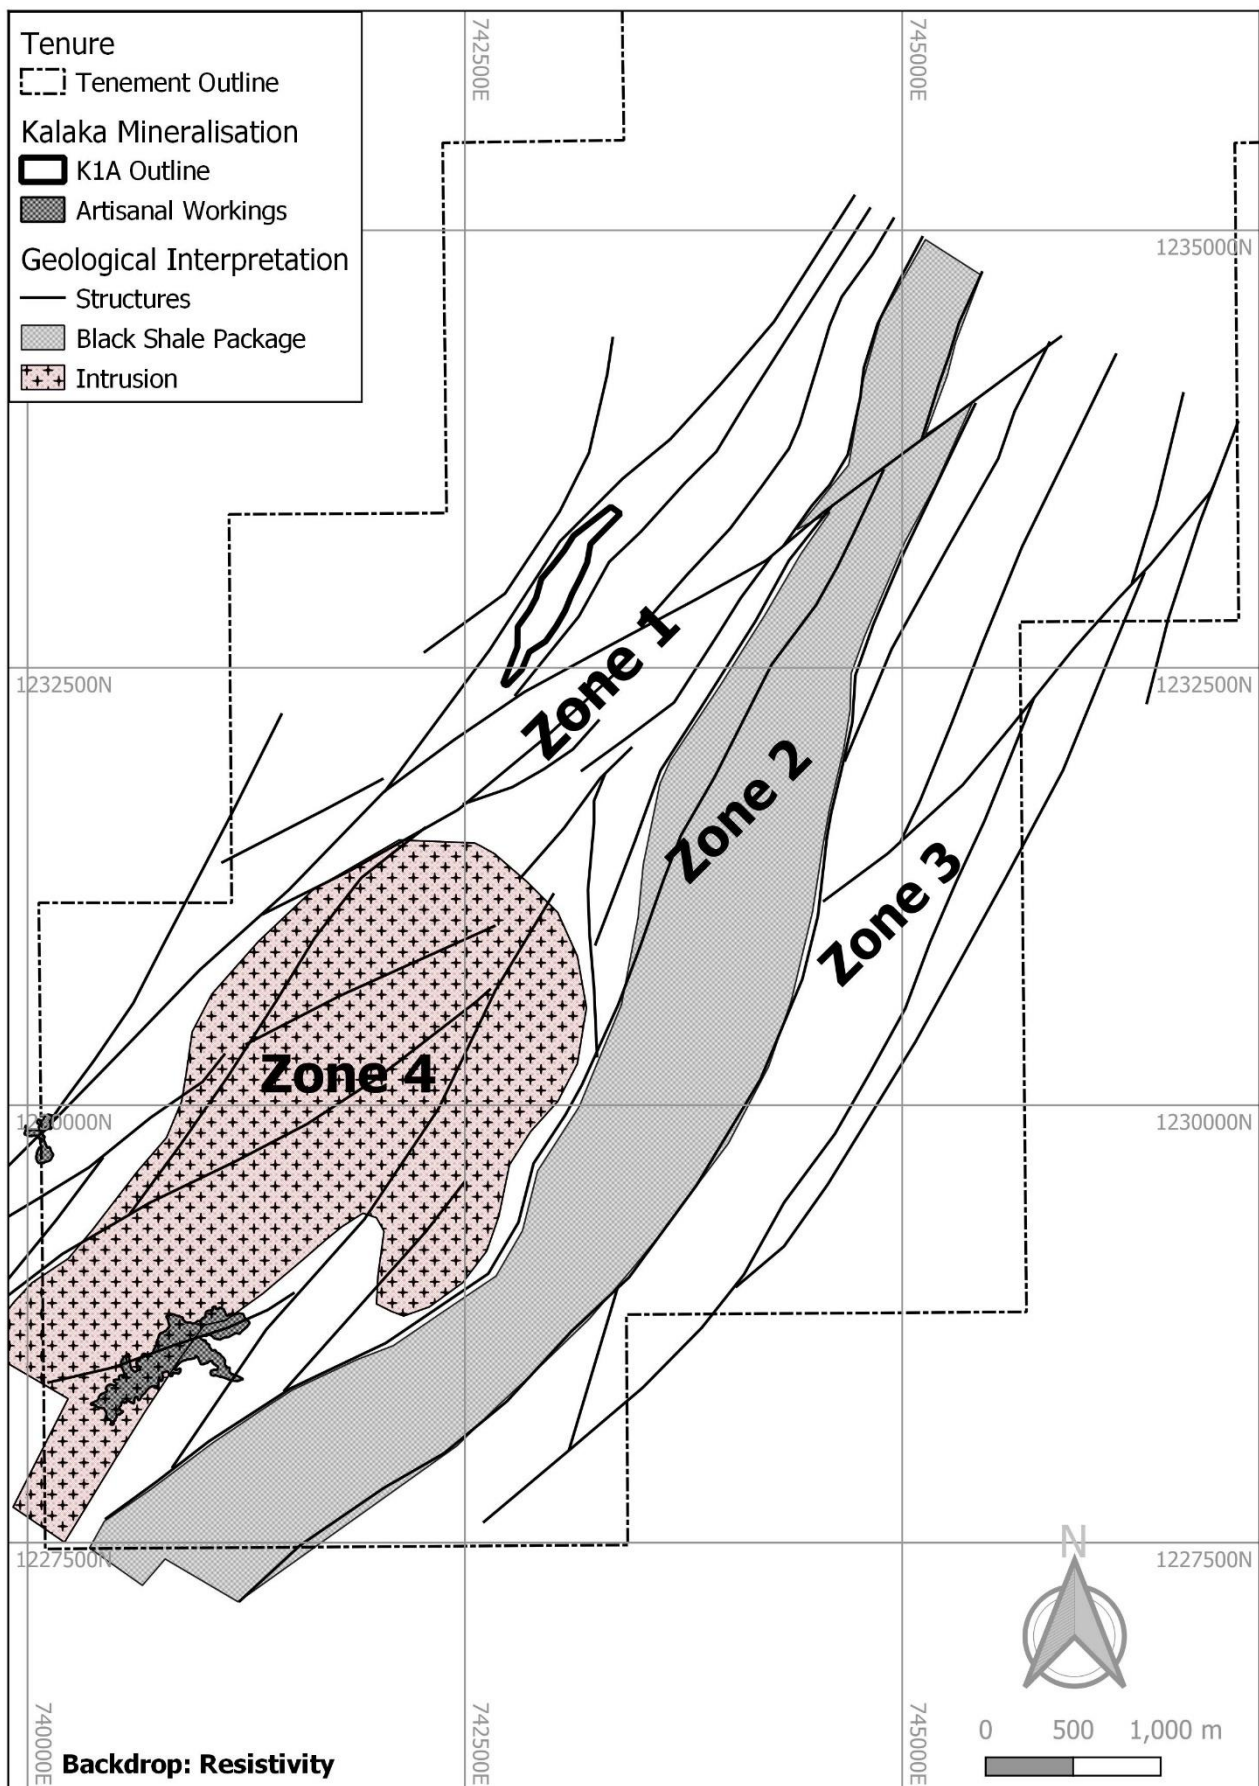 Tenure
Tenement Outline
Kalaka Mineralisation
K1A Outline
Artisanal Workings
Geological Interpretation
Structures
Black Shale Package
Intrusion
742500E
745000E
1235000N
1232500N
1232500N
Zone 1
Zone 2
Zone 3
Zone 4
1230000N
1230000N
1227500N
1227500N
N
740000E
742500E
745000E
0 500 1,000 m
Backdrop: Resistivity